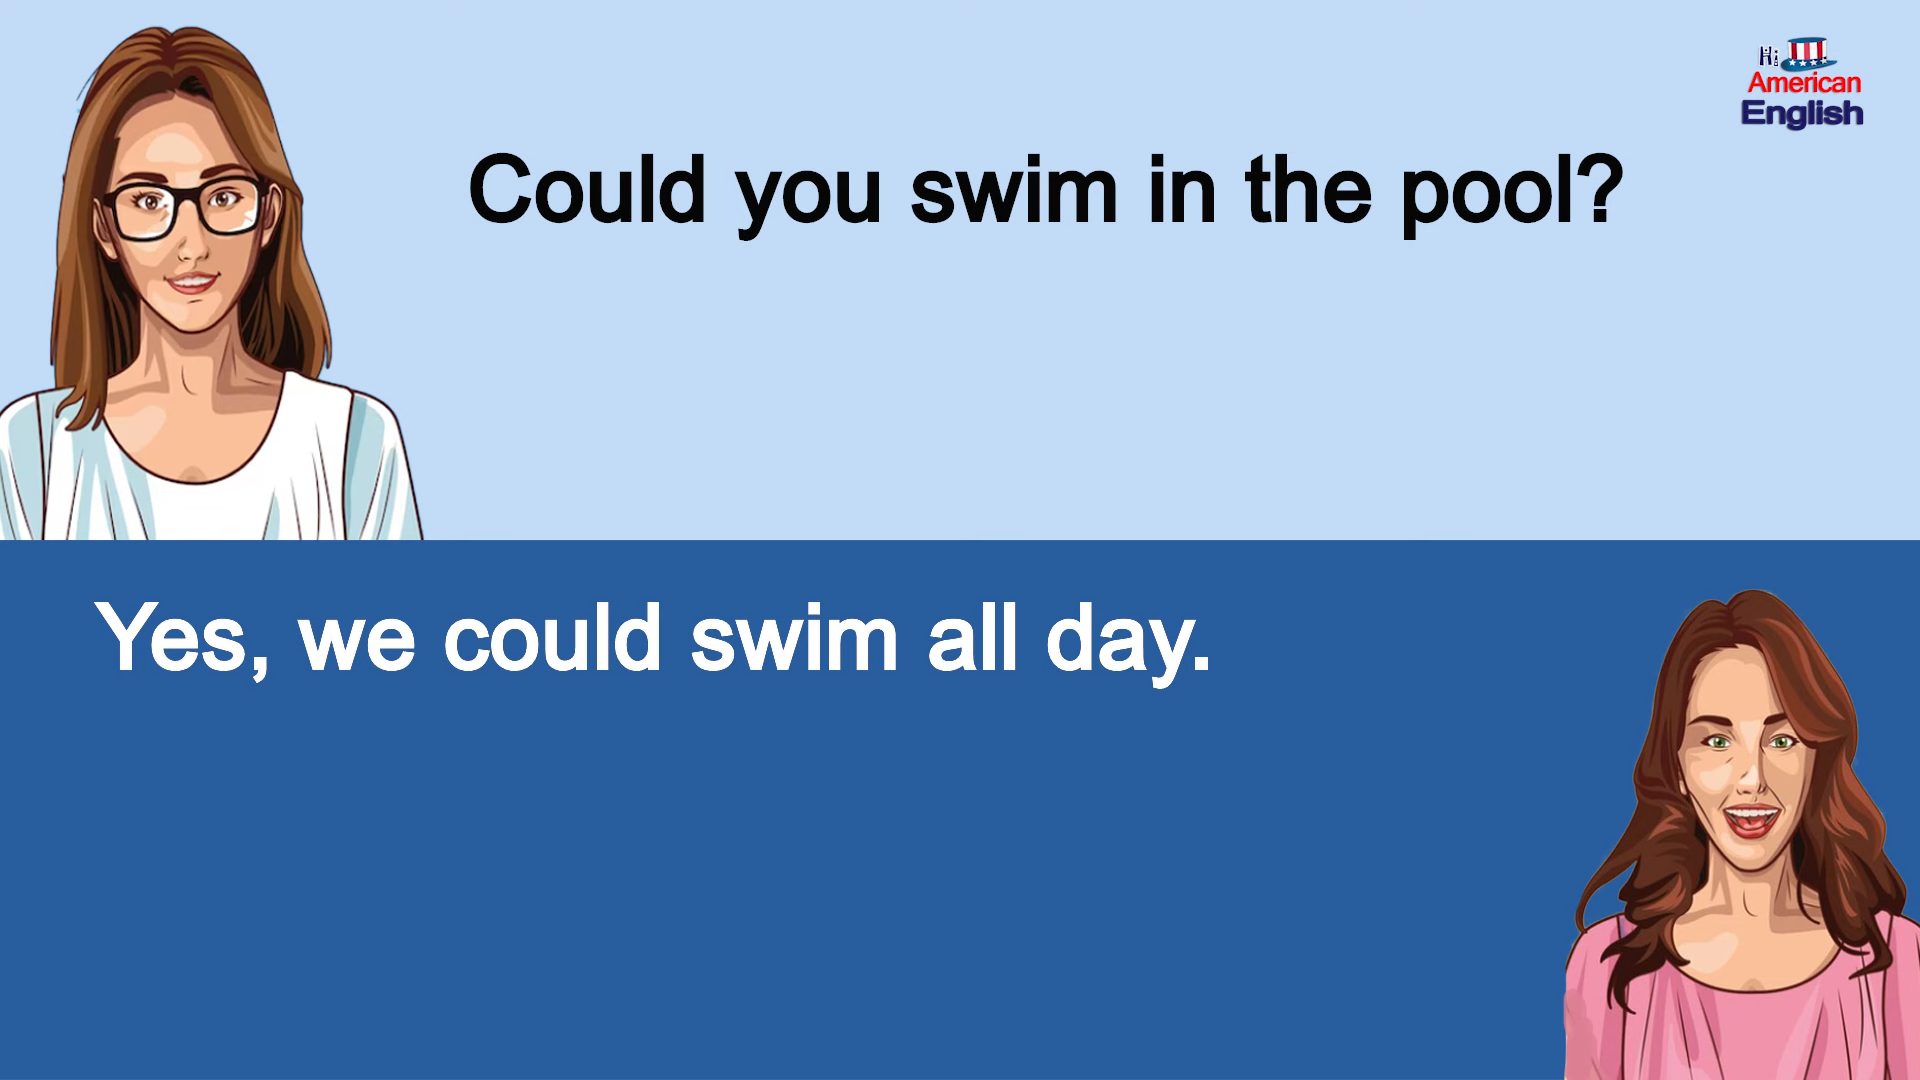 Hi
American
English
Could you swim in the pool?
Yes, we could swim all day.